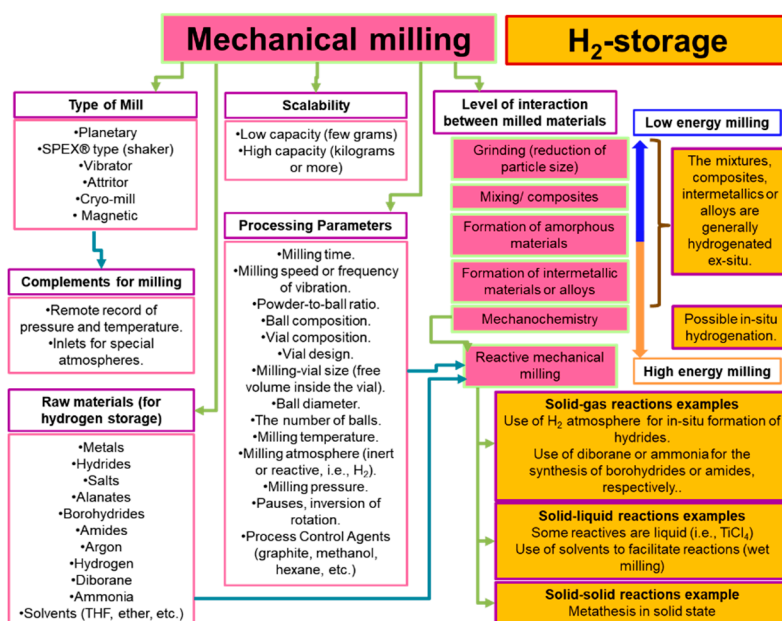 Mechanical milling
H2-storage
Type of Mill
•Planetary
•SPEX® type (shaker)
•Vibrator
•Attritor
•Cryo-mill
• Magnetic
Complements for milling
•Remote record of
pressure and temperature.
•Inlets for special
atmospheres.
Raw materials (for
hydrogen storage)
•Metals
•Hydrides
•Salts
•Alanates
•Borohydrides
•Amides
•Argon
•Hydrogen
•Diborane
•Ammonia
•Solvents (THF, ether, etc.)
Scalability
•Low capacity (few grams)
•High capacity (kilograms
or more)
Processing Parameters
•Milling time.
•Milling speed or frequency
of vibration.
•Powder-to-ball ratio.
•Ball composition.
•Vial composition.
•Vial design.
•Milling-vial size (free
volume inside the vial).
•Ball diameter.
•The number of balls.
•Milling temperature.
•Milling atmosphere (inert
or reactive, i.e., H2).
•Milling pressure.
•Pauses, inversion of
rotation.
•Process Control Agents
(graphite, methanol,
hexane, etc.)
Level of interaction
between milled materials
Grinding (reduction of
particle size)
Mixing/ composites
Formation of amorphous
materials
Formation of intermetallic
materials or alloys
Mechanochemistry
Reactive mechanical
milling
Low energy milling
The mixtures,
composites,
intermetallics or
alloys are
generally
hydrogenated
ex-situ.
Possible in-situ
hydrogenation.
High energy milling
Solid-gas reactions examples
Use of H2 atmosphere for in-situ formation of
hydrides.
Use of diborane or ammonia for the
synthesis of borohydrides or amides,
respectively..
Solid-liquid reactions examples
Some reactives are liquid (i.e., TiCl4)
Use of solvents to facilitate reactions (wet
milling)
Solid-solid reactions example
Metathesis in solid state